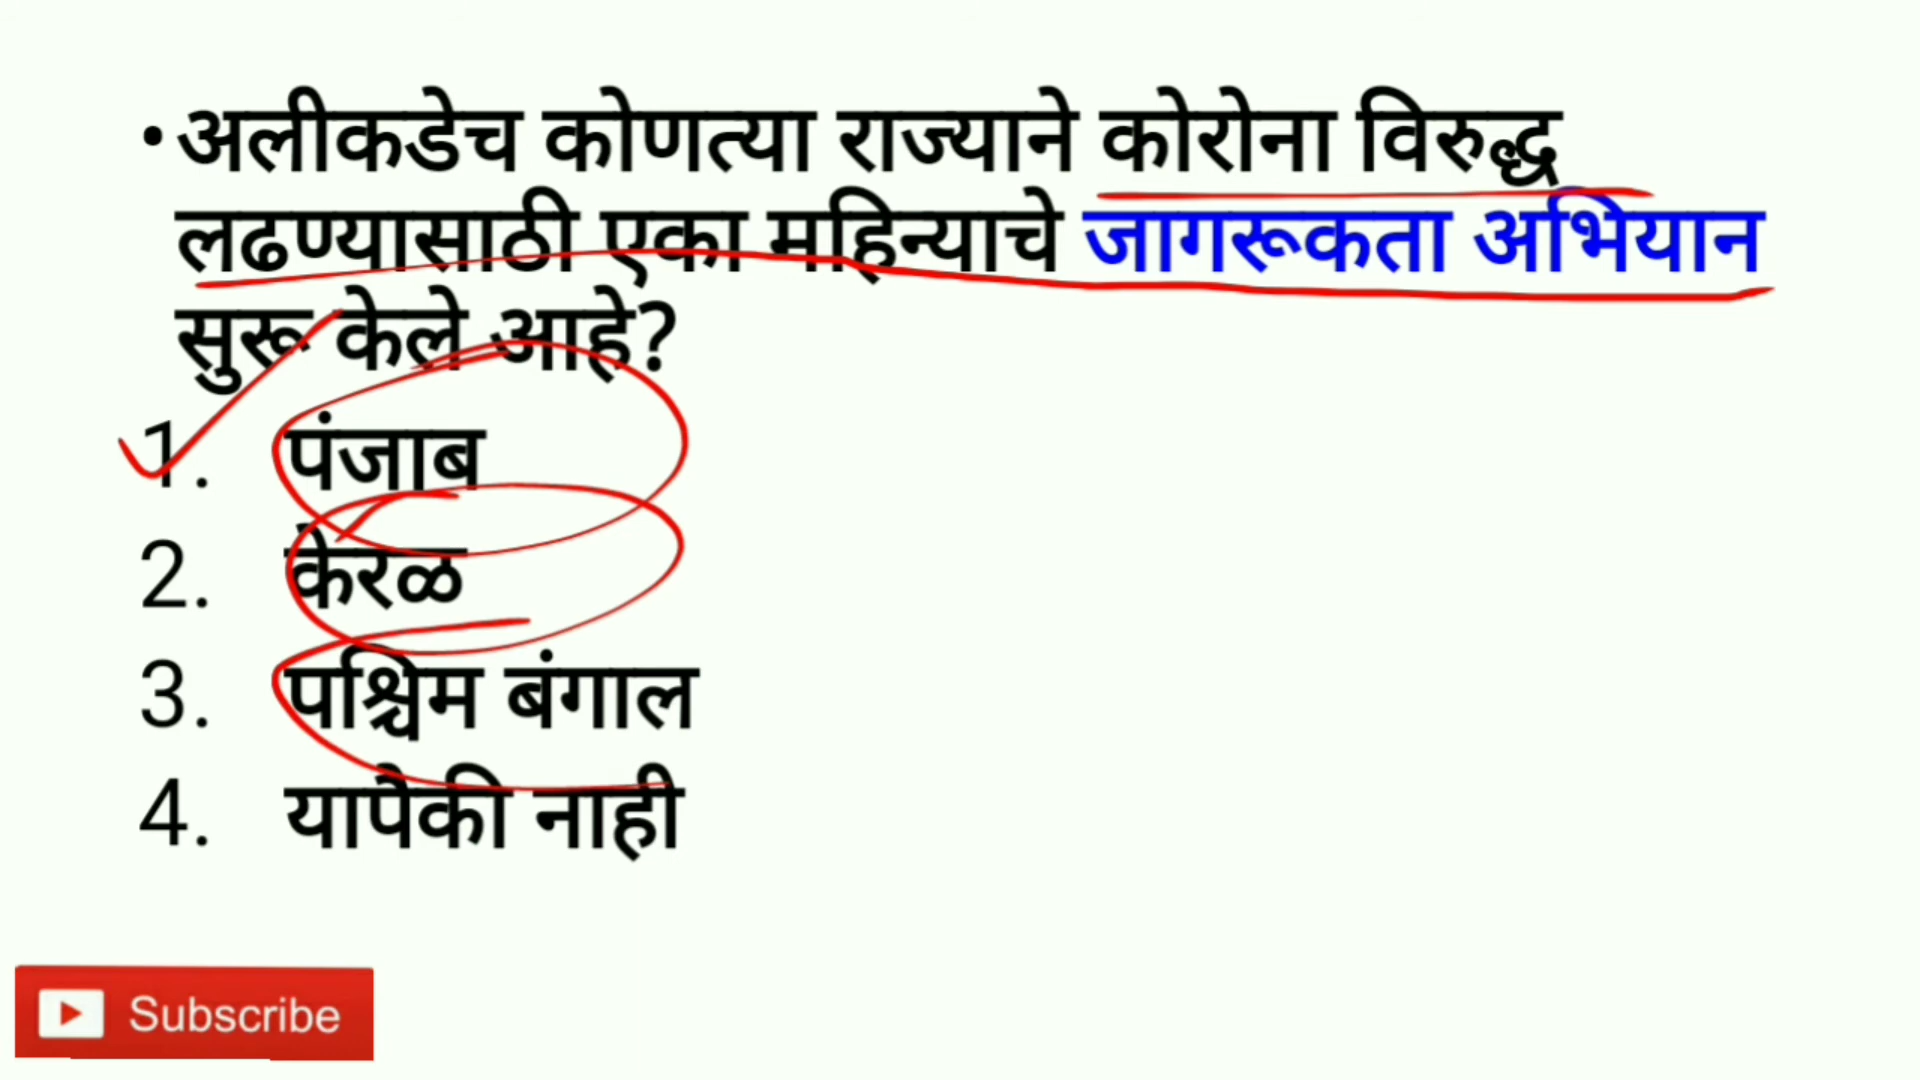 •अलीकडेच कोणत्या राज्याने कोरोना विरुद्ध
लढण्यासाठी एका महिन्याचे जागरूकता अभियान
सुरू केले आहे?
1. पंजाब
2. केरळ
3. पश्चिम बंगाल
4. यापैकी नाही
Subscribe